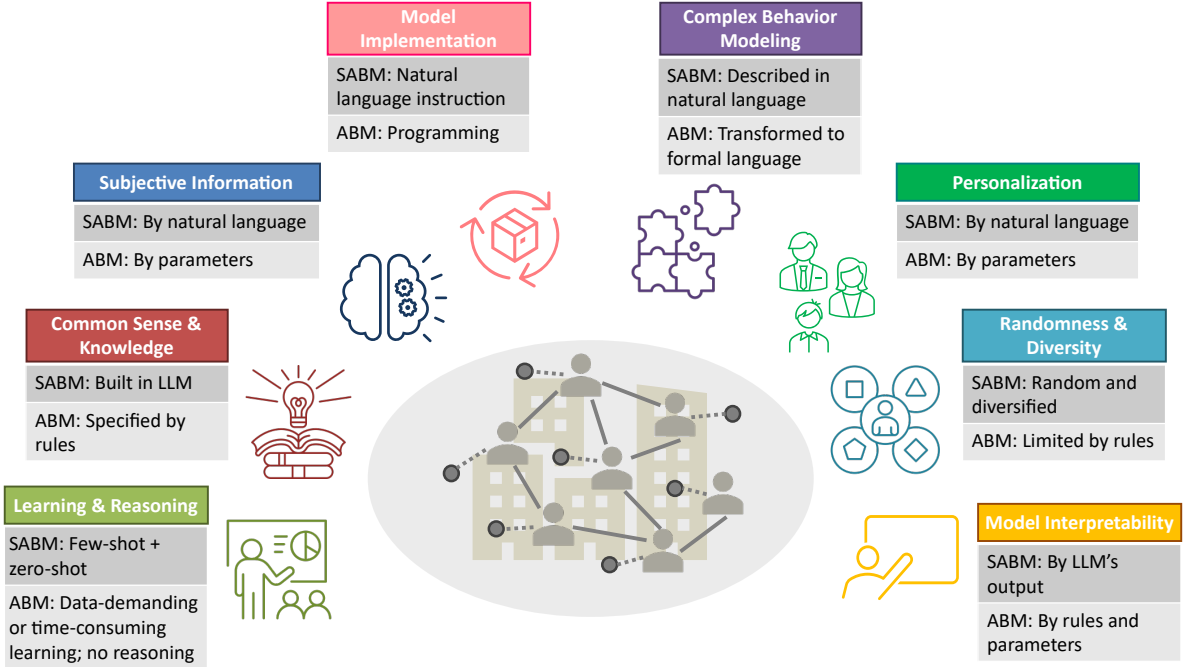 Model
Implementation
SABM: Natural
language instruction
ABM: Programming
Complex Behavior
Modeling
SABM: Described in
natural language
ABM: Transformed to
formal language
Subjective Information
SABM: By natural language
ABM: By parameters
Personalization
SABM: By natural language
ABM: By parameters
Common Sense &
Knowledge
SABM: Built in LLM
ABM: Specified by
rules
Randomness &
Diversity
SABM: Random and
diversified
ABM: Limited by rules
Learning & Reasoning
SABM: Few-shot +
zero-shot
ABM: Data-demanding
or time-consuming
learning; no reasoning
Model Interpretability
SABM: By LLM's
output
ABM: By rules and
parameters